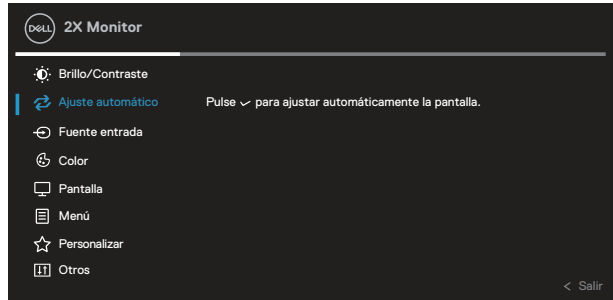 DELL 2X Monitor
Brillo/Contraste
Ajuste automático Pulse ✓ para ajustar automáticamente la pantalla.
Fuente entrada
Color
Pantalla
Menú
Personalizar
Otros
< Salir